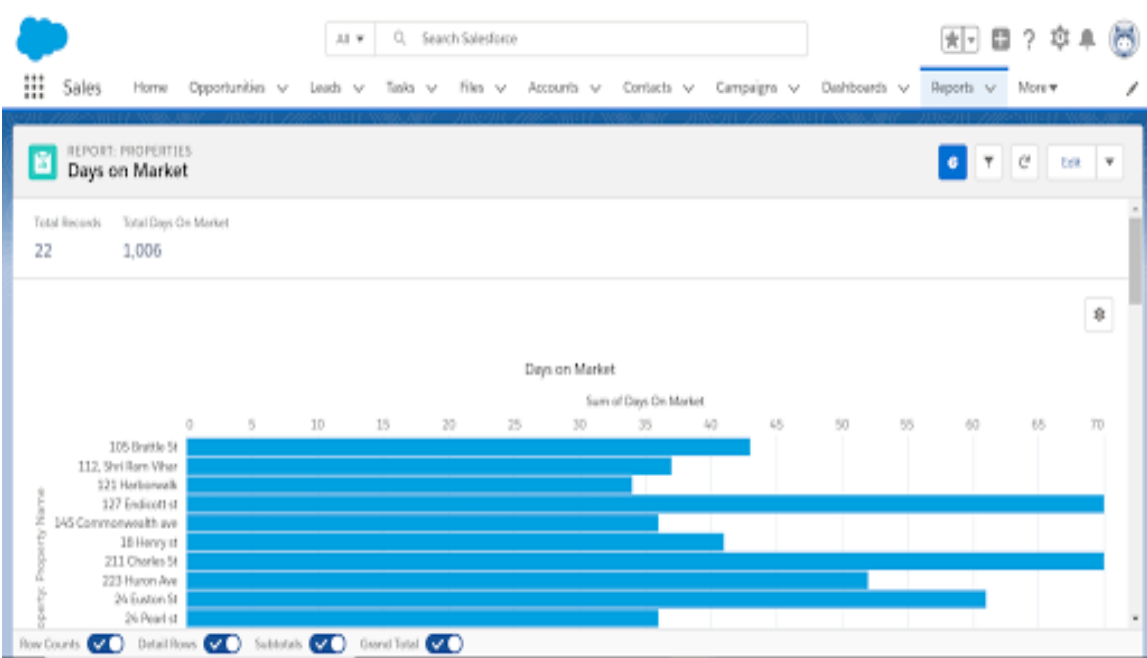 All Search Salesforce
Sales Home Opportunities Leads Tasks Files Accounts Contacts Campaigns Dashboards Reports More
REPORT: PROPERTIES
Days on Market
Edit
Total Records Total Days On Market
22 1,006
Days on Market
Sum of Days On Market
0 5 10 15 20 25 30 35 40 45 50 55 60 65 70
105 Brattle St
112, Shri Ram Vihar
121 Harborwalk
127 Endicott st
145 Commonwealth ave
18 Henry st
211 Charles St
223 Huron Ave
24 Euston St
24 Pearl st
operty: Property Name
Row Counts Detail Rows Subtotals Grand Total